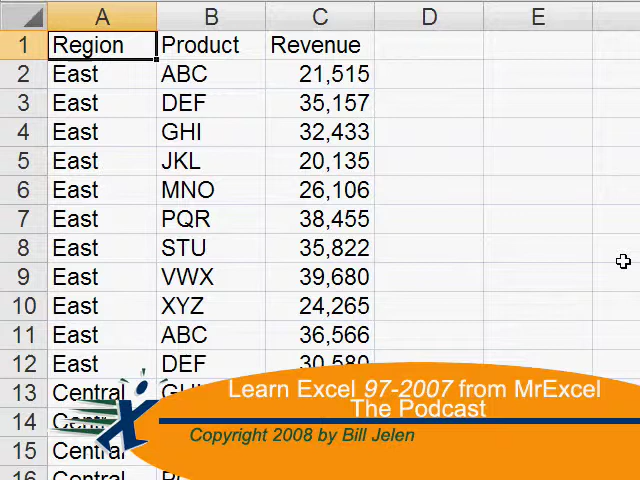 A B C D E
1 Region Product Revenue
2 East ABC 21,515
3 East DEF 35,157
4 East GHI 32,433
5 East JKL 20,135
6 East MNO 26,106
7 East PQR 38,455
8 East STU 35,822
9 East VWX 39,680
10 East XYZ 24,265
11 East ABC 36,566
12 East DEF 30,580
13 Central
14
15 Central
16 Central
Learn Excel 97-2007 from MrExcel
The Podcast
Copyright 2008 by Bill Jelen